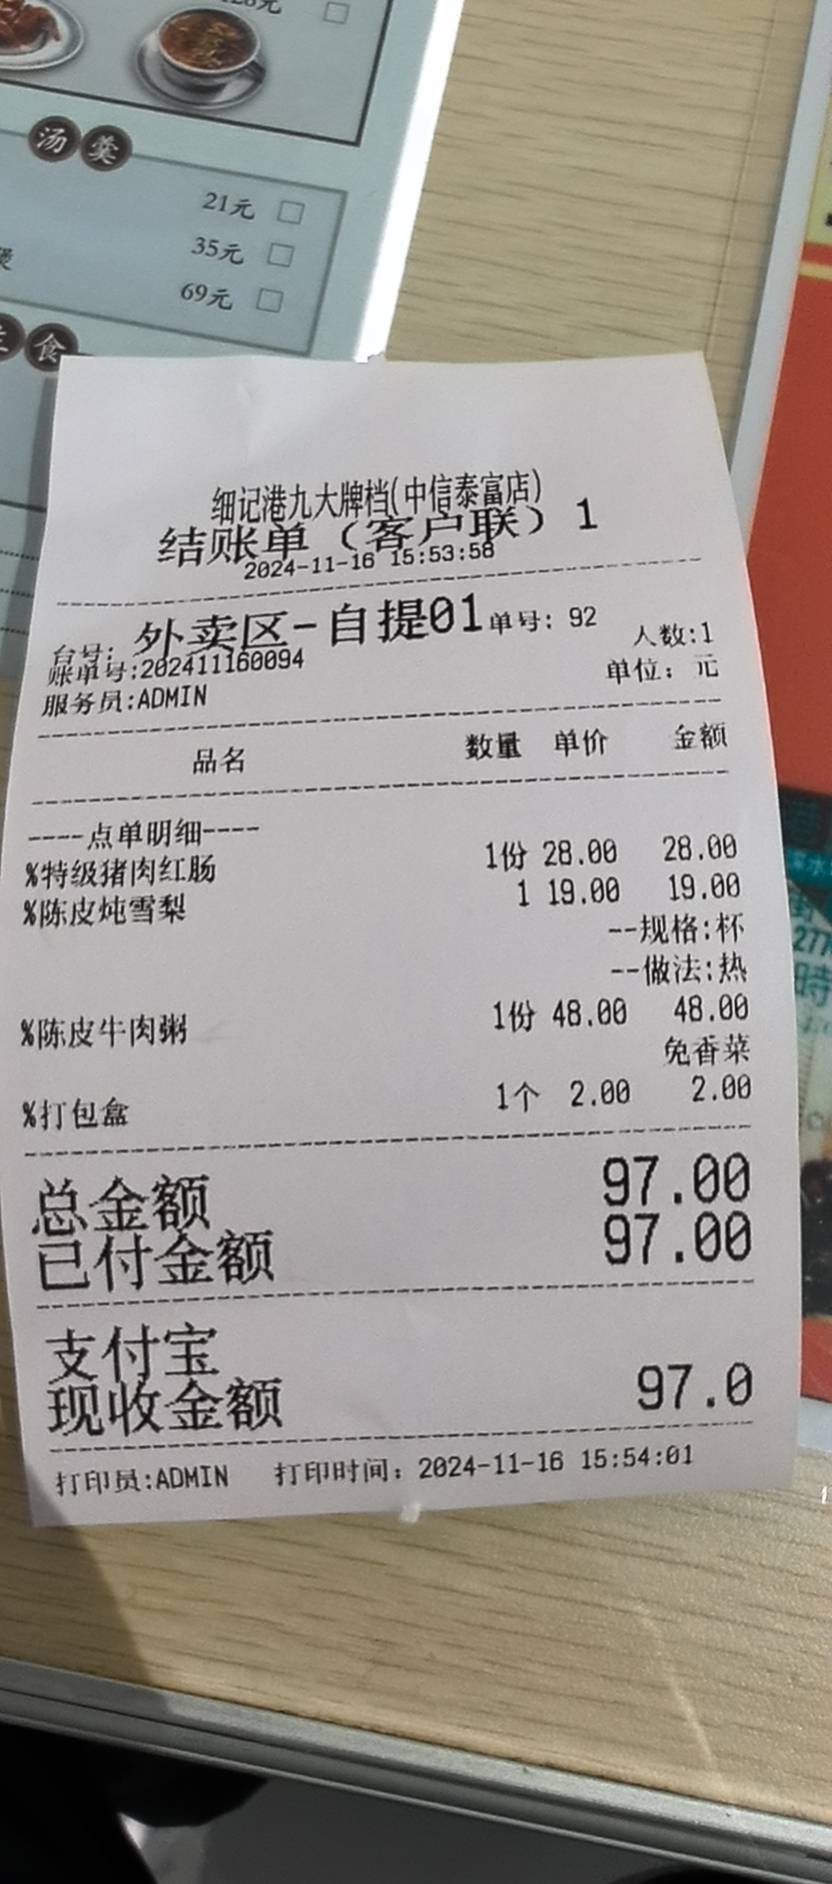 汤羹
21元
35元
69元
食
细记港九大牌档(中信泰富店)
结账单（客户联）1
2024-11-16 15:53:58
台号: 外卖区-自提01 单号: 92 人数:1
账单号:202411160094 单位: 元
服务员:ADMIN
品名 数量 单价 金额
----点单明细----
%特级猪肉红肠 1份 28.00 28.00
%陈皮炖雪梨 1 19.00 19.00
--规格:杯
--做法:热
%陈皮牛肉粥 1份 48.00 48.00
免香菜
%打包盒 1个 2.00 2.00
总金额 97.00
已付金额 97.00
支付宝
现收金额 97.0
打印员:ADMIN 打印时间: 2024-11-16 15:54:01